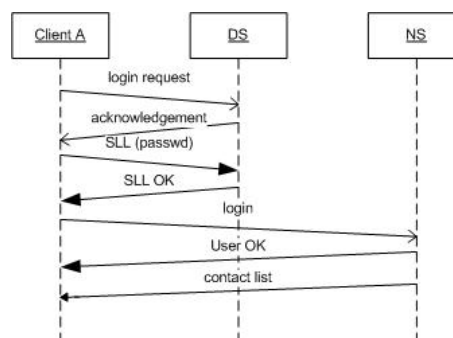 Client A
DS
NS
login request
acknowledgement
SLL (passwd)
SLL OK
login
User OK
contact list